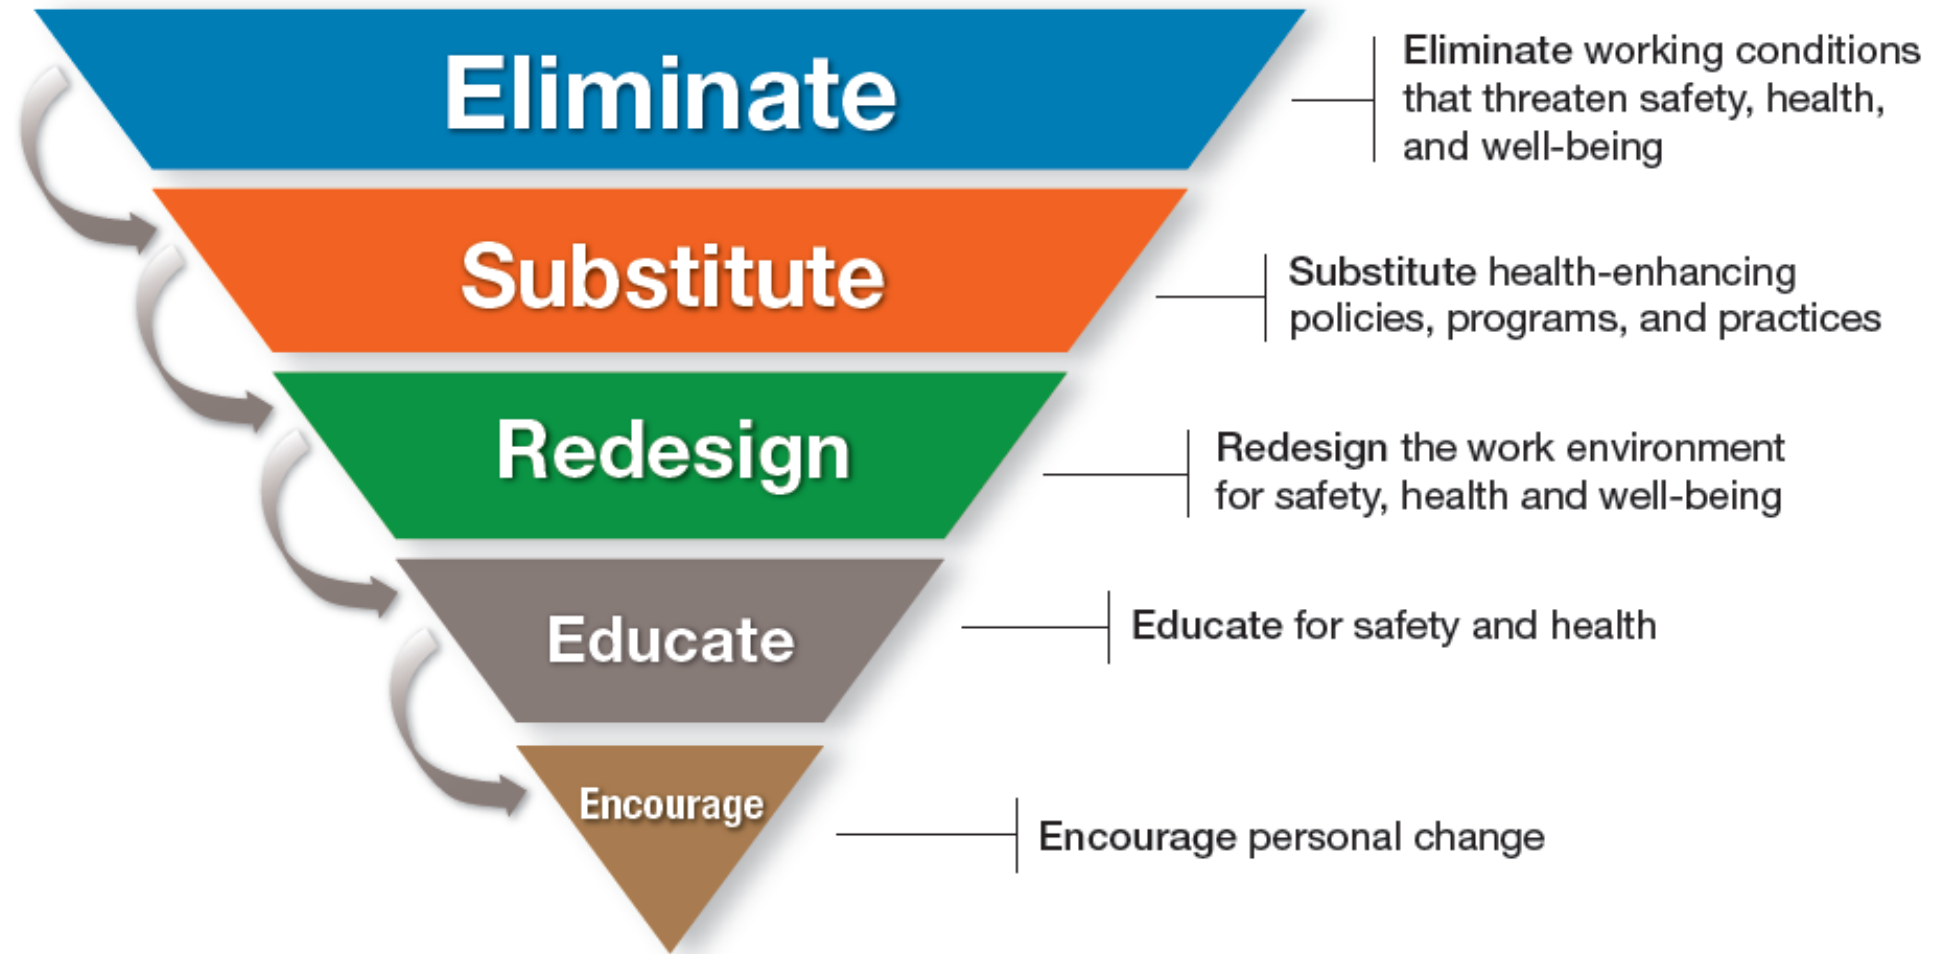 Eliminate
Eliminate working conditions
that threaten safety, health,
and well-being
Substitute
Substitute health-enhancing
policies, programs, and practices
Redesign
Redesign the work environment
for safety, health and well-being
Educate
Educate for safety and health
Encourage
Encourage personal change